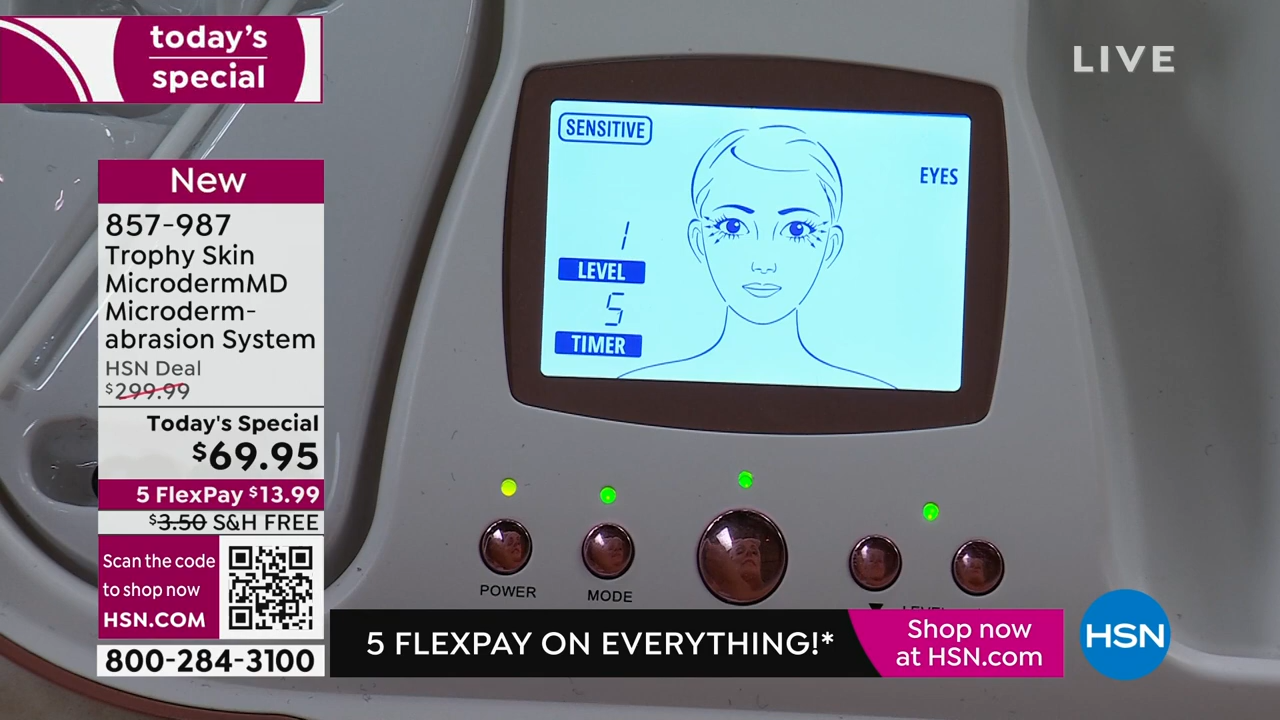 today's
special
LIVE
New
857-987
Trophy Skin
MicrodermMD
Microderm-
abrasion System
HSN Deal
$299.99
Today's Special
$69.95
5 FlexPay $13.99
$3.50 S&H FREE
Scan the code
to shop now
HSN.COM
800-284-3100
SENSITIVE
EYES
1
LEVEL
5
TIMER
POWER
MODE
▼ LEVEL
5 FLEXPAY ON EVERYTHING!*
Shop now
at HSN.com
HSN